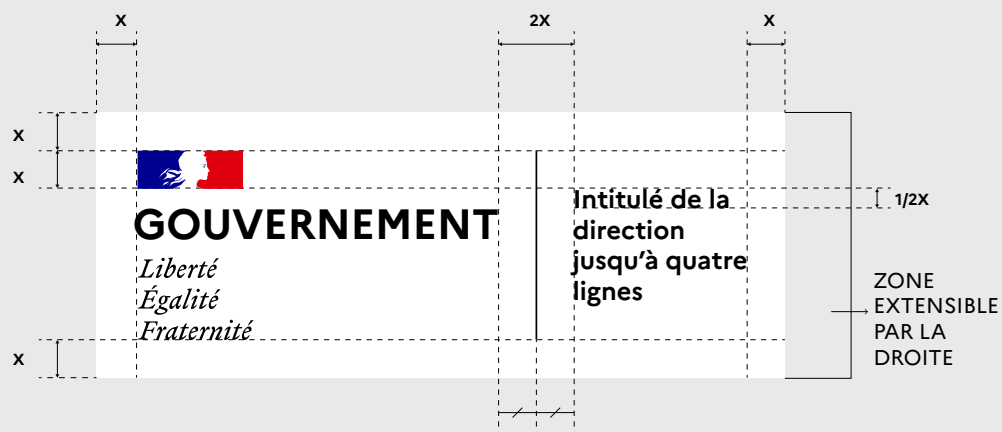 X
2X
X
X
X
GOUVERNEMENT
Liberté
Égalité
Fraternité
Intitulé de la
direction
jusqu’à quatre
lignes
1/2X
ZONE
EXTENSIBLE
PAR LA
DROITE
X